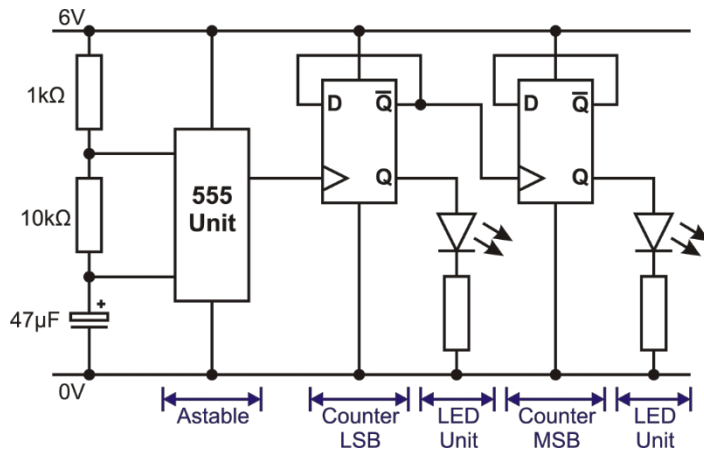 6V
1kΩ
10kΩ
47µF
+
0V
555
Unit
D
Q̅
Q
D
Q̅
Q
Astable
Counter
LSB
LED
Unit
Counter
MSB
LED
Unit